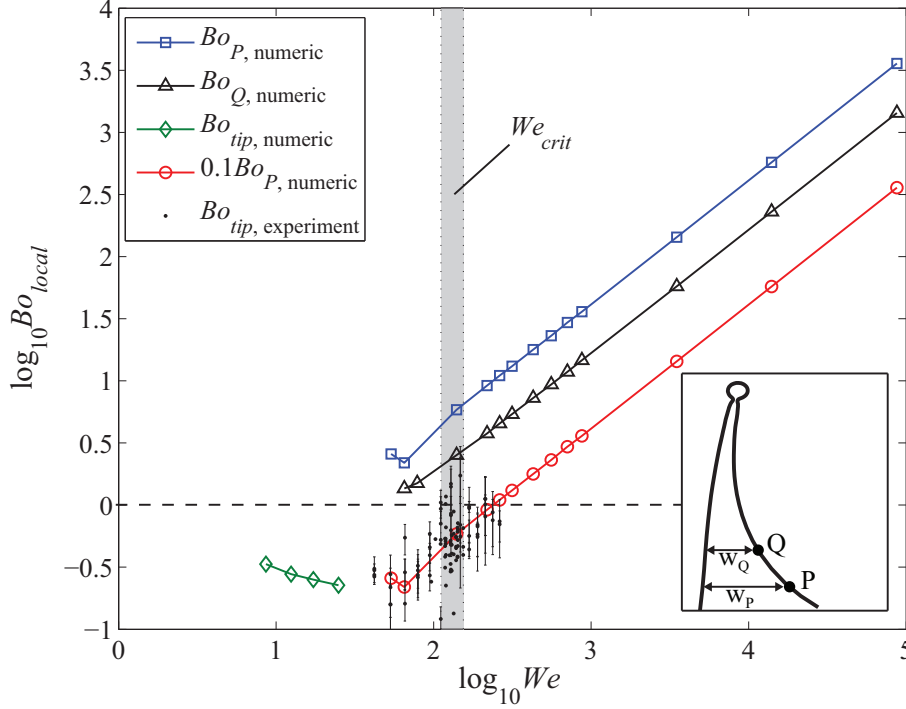 Bo_P, numeric
Bo_Q, numeric
Bo_tip, numeric
0.1Bo_P, numeric
Bo_tip, experiment
We_crit
log_10 Bo_local
4
3.5
3
2.5
2
1.5
1
0.5
0
−0.5
−1
Q
w_Q
P
w_P
0
1
2
3
4
5
log_10 We